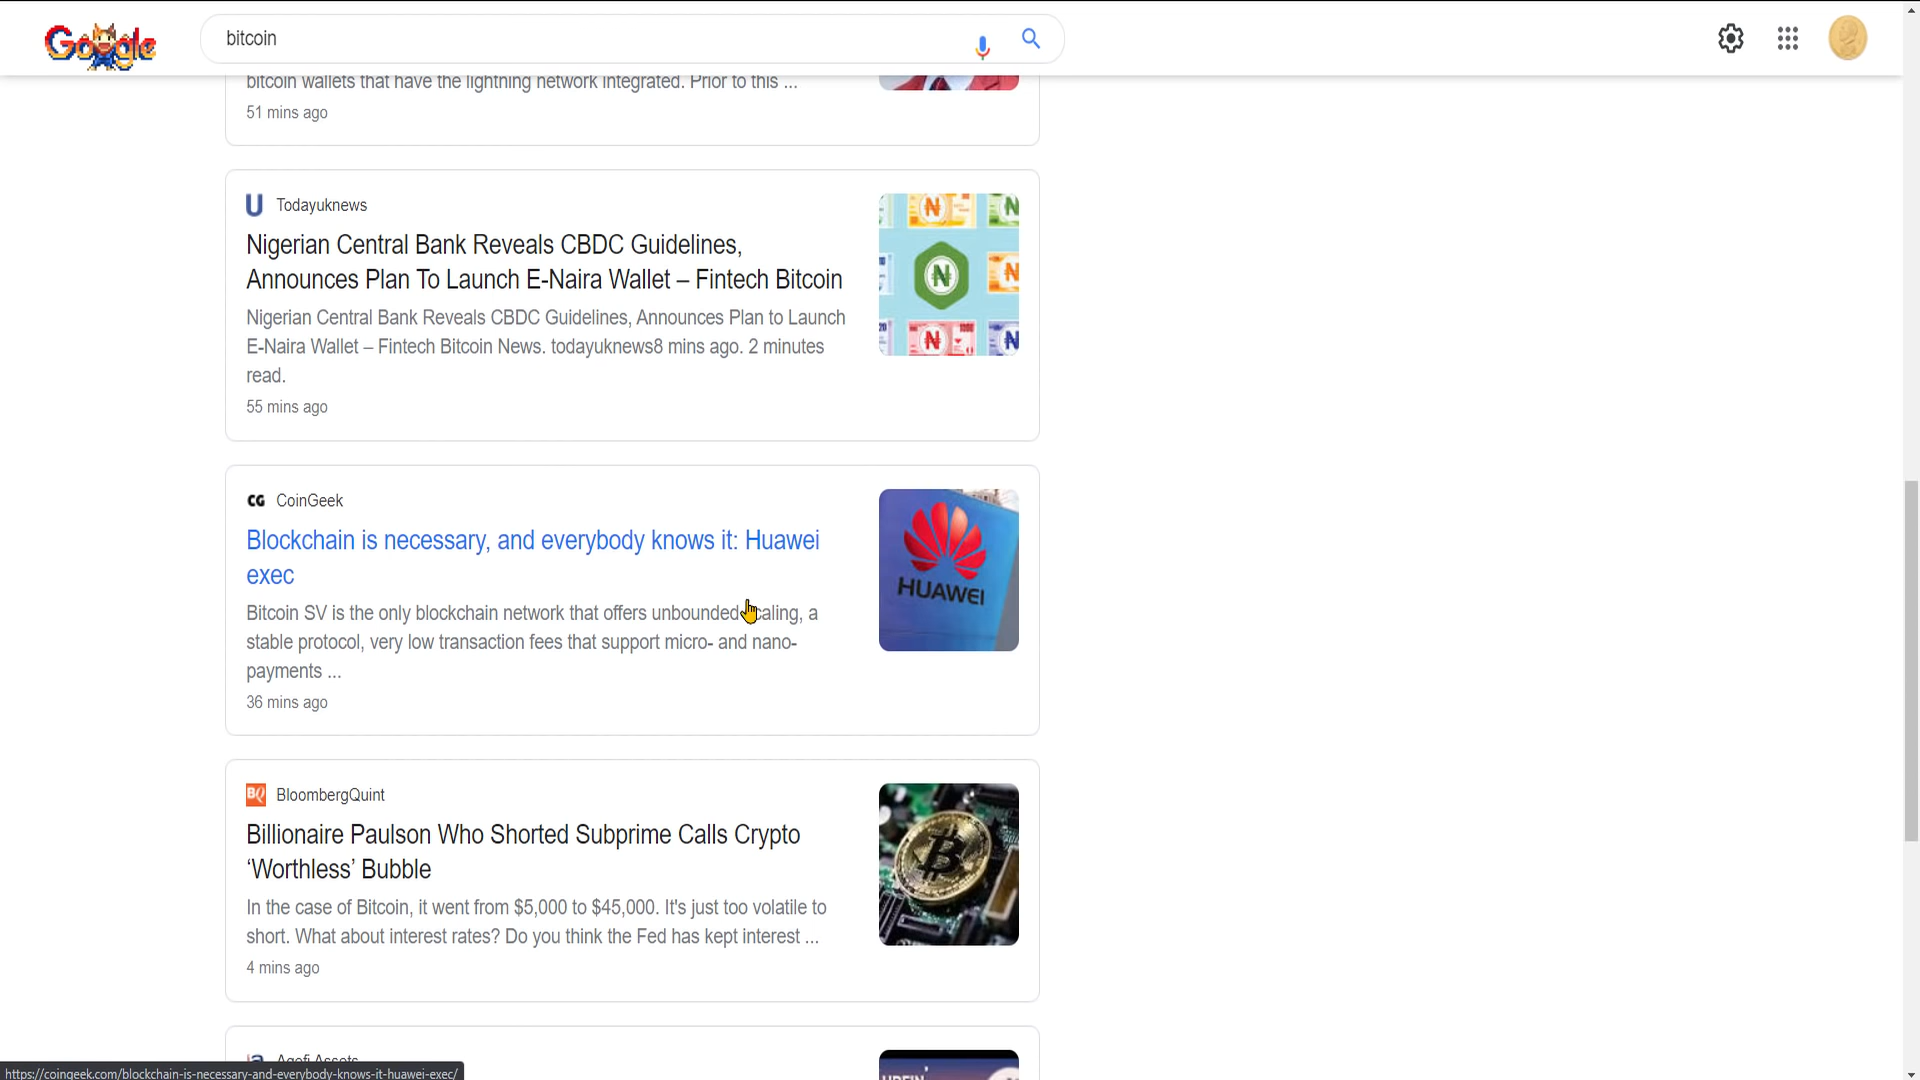 Google
bitcoin
bitcoin wallets that have the lightning network integrated. Prior to this ...
51 mins ago
Todayuknews
Nigerian Central Bank Reveals CBDC Guidelines,
Announces Plan To Launch E-Naira Wallet – Fintech Bitcoin
Nigerian Central Bank Reveals CBDC Guidelines, Announces Plan to Launch
E-Naira Wallet – Fintech Bitcoin News. todayuknews8 mins ago. 2 minutes
read.
55 mins ago
CG CoinGeek
Blockchain is necessary, and everybody knows it: Huawei
exec
Bitcoin SV is the only blockchain network that offers unbounded scaling, a
stable protocol, very low transaction fees that support micro- and nano-
payments ...
36 mins ago
HUAWEI
BQ BloombergQuint
Billionaire Paulson Who Shorted Subprime Calls Crypto
‘Worthless’ Bubble
In the case of Bitcoin, it went from $5,000 to $45,000. It's just too volatile to
short. What about interest rates? Do you think the Fed has kept interest ...
4 mins ago
https://coingeek.com/blockchain-is-necessary-and-everybody-knows-it-huawei-exec/